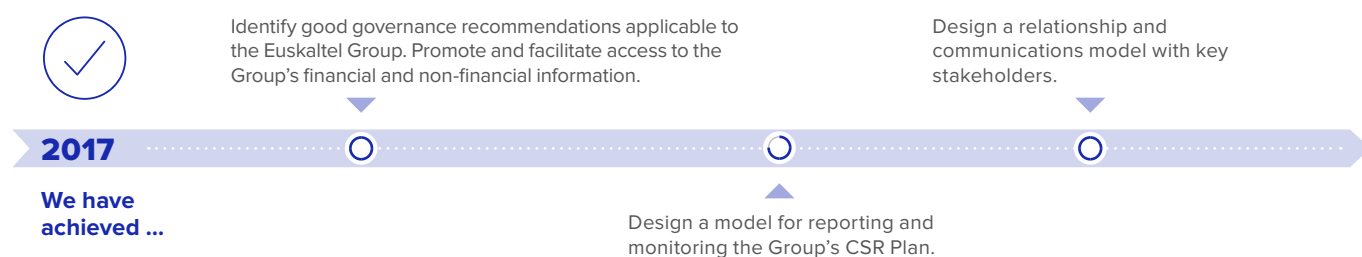 Identify good governance recommendations applicable to
the Euskaltel Group. Promote and facilitate access to the
Group's financial and non-financial information.
Design a relationship and
communications model with key
stakeholders.
2017
We have
achieved ...
Design a model for reporting and
monitoring the Group's CSR Plan.